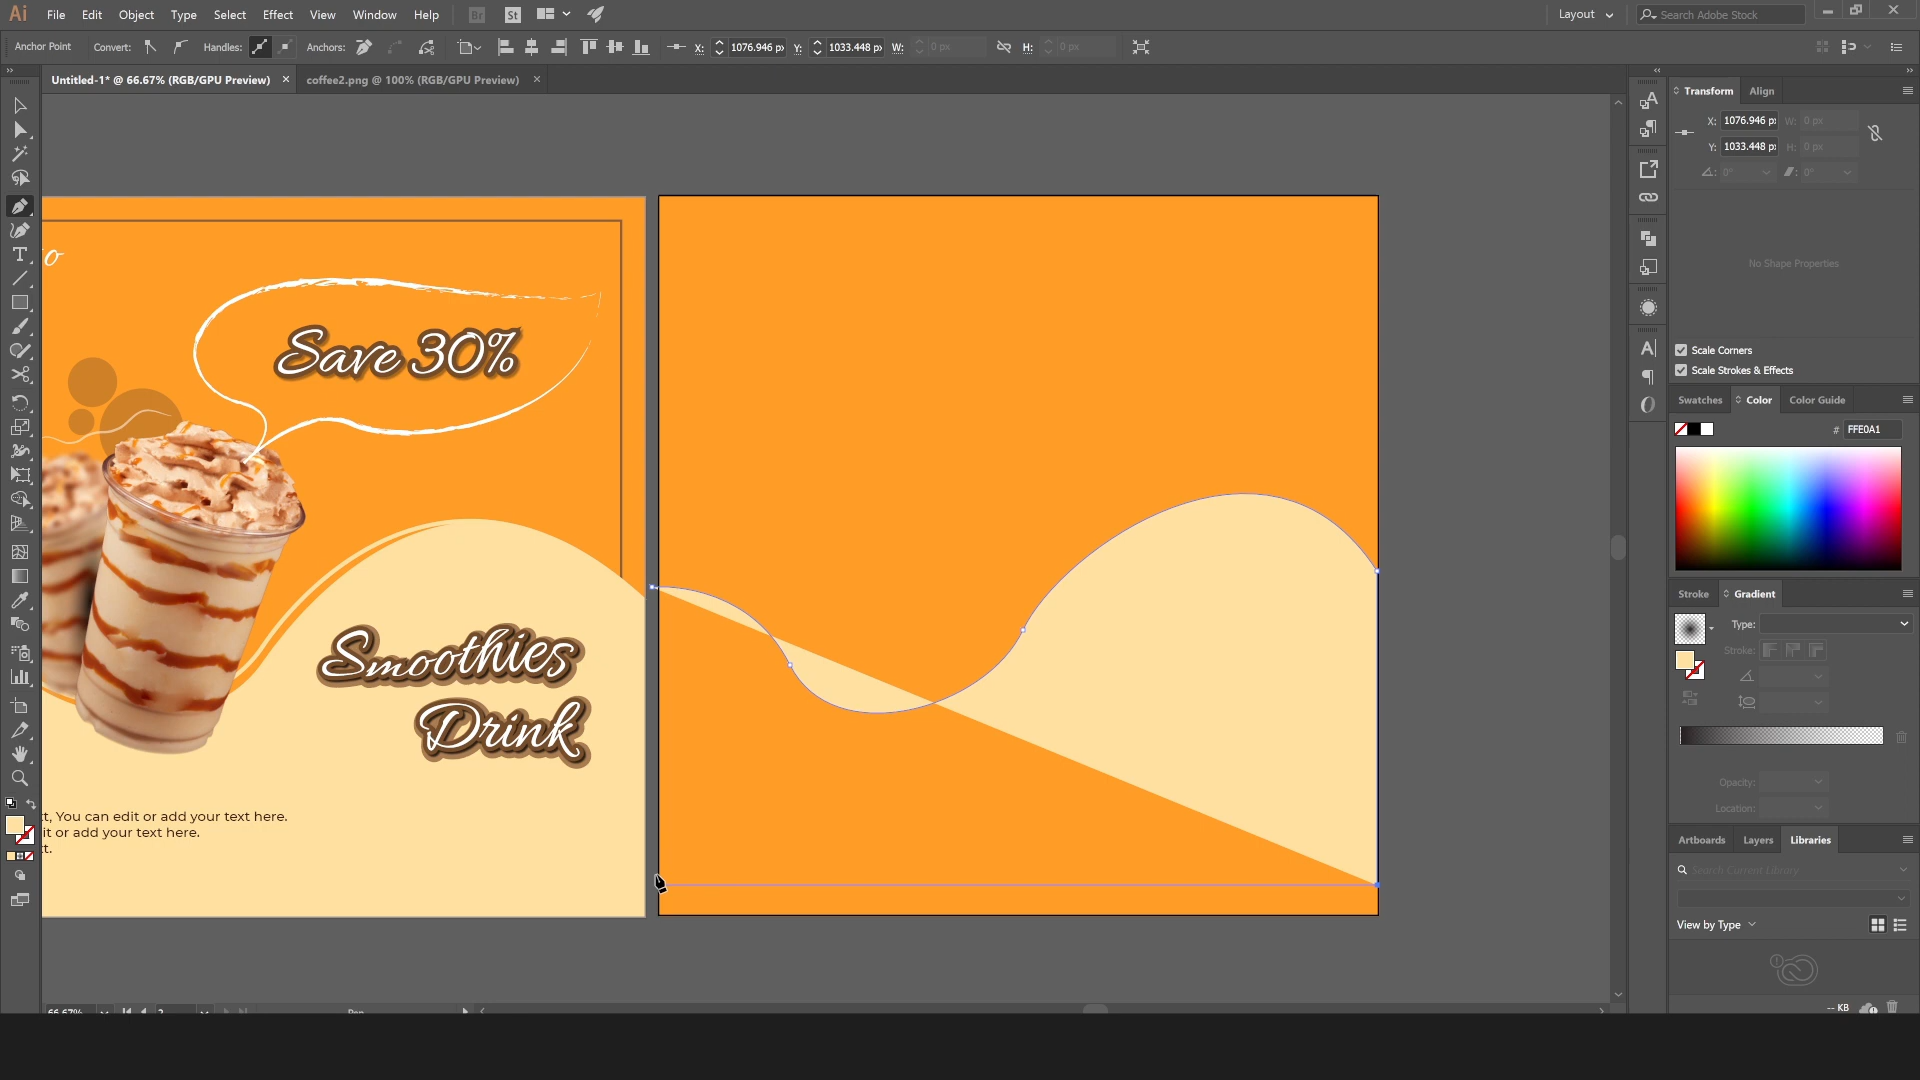 Ai File Edit Object Type Select Effect View Window Help Br St Layout Search Adobe Stock
Anchor Point Convert: Handles: Anchors: X: 1076.946 px Y: 1033.448 px W: 0 px H: 0 px
Untitled-1* @ 66.67% (RGB/GPU Preview) × coffee2.png @ 100% (RGB/GPU Preview) ×
Transform Align
X: 1076.946 p W: 0 px
Y: 1033.448 p H: 0 px
0° 0°
No Shape Properties
Scale Corners
Scale Strokes & Effects
Swatches Color Color Guide
# FFE0A1
Stroke Gradient
Type:
Stroke:
Opacity:
Location:
Artboards Layers Libraries
Search Current Library
View by Type
-- KB
o
Save 30%
Smoothies
Drink
t, You can edit or add your text here.
it or add your text here.
t.
66.67% 2 Pen